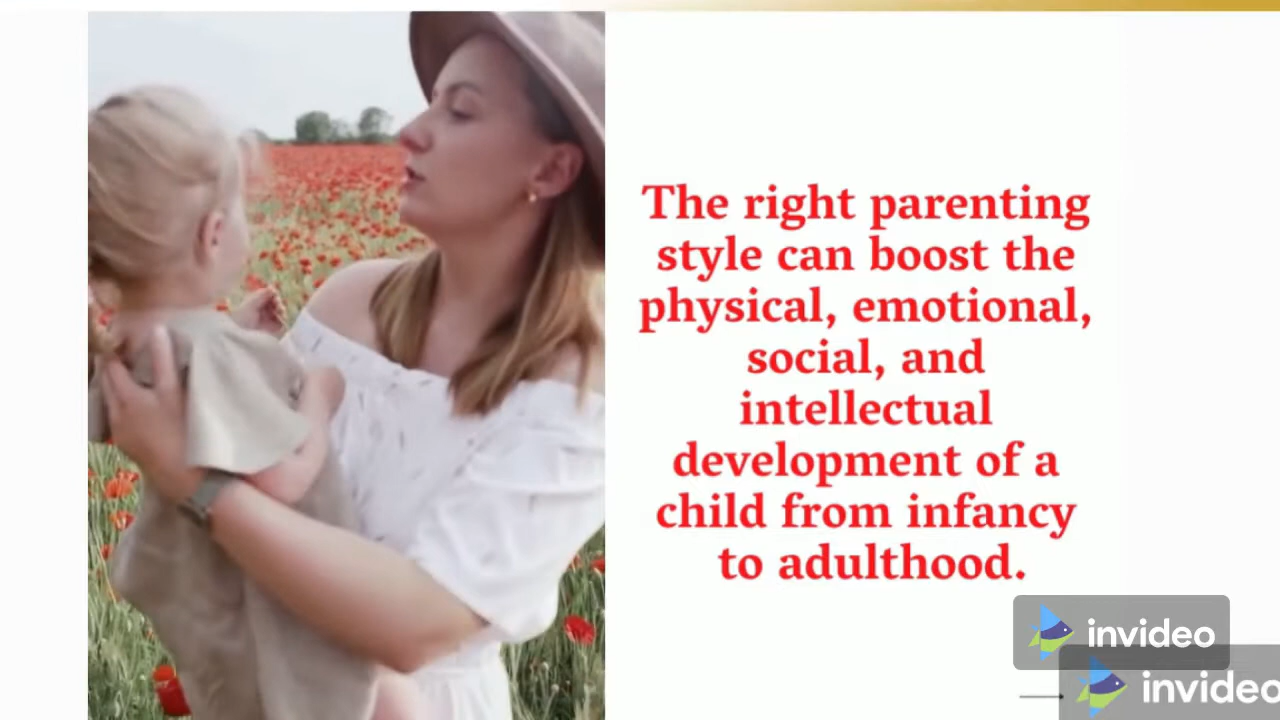 The right parenting
style can boost the
physical, emotional,
social, and
intellectual
development of a
child from infancy
to adulthood.
invideo
invideo